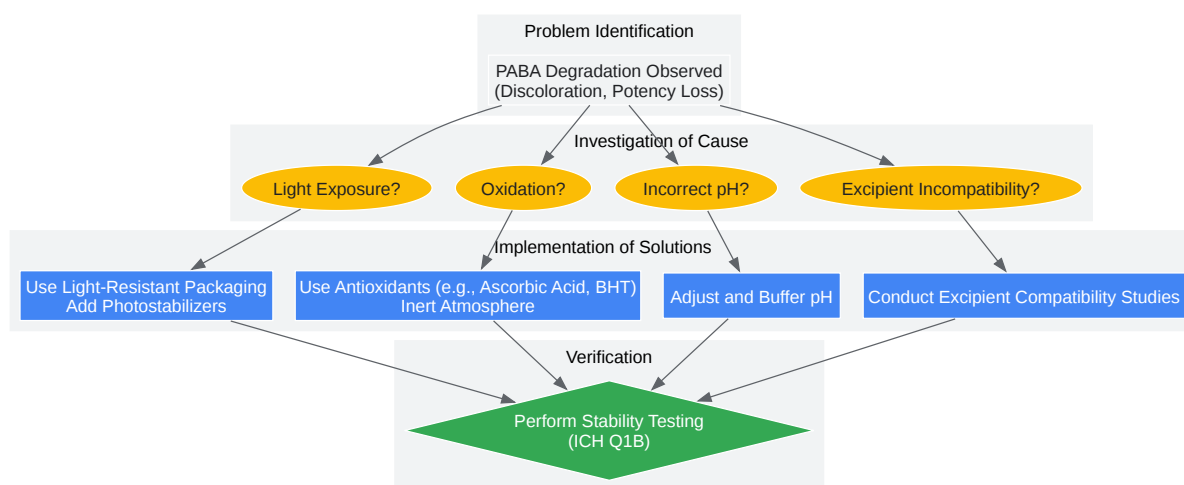 Problem Identification
PABA Degradation Observed
(Discoloration, Potency Loss)
Investigation of Cause
Light Exposure?
Oxidation?
Incorrect pH?
Excipient Incompatibility?
Implementation of Solutions
Use Light-Resistant Packaging
Add Photostabilizers
Use Antioxidants (e.g., Ascorbic Acid, BHT)
Inert Atmosphere
Adjust and Buffer pH
Conduct Excipient Compatibility Studies
Verification
Perform Stability Testing
(ICH Q1B)